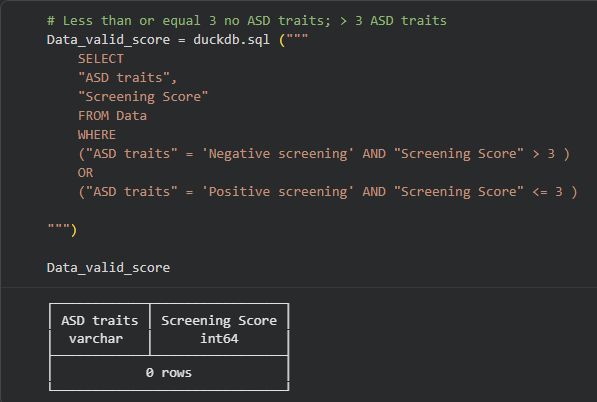 # Less than or equal 3 no ASD traits; > 3 ASD traits
Data_valid_score = duckdb.sql ("""
SELECT
"ASD traits",
"Screening Score"
FROM Data
WHERE
("ASD traits" = 'Negative screening' AND "Screening Score" > 3 )
OR
("ASD traits" = 'Positive screening' AND "Screening Score" <= 3 )
""")
Data_valid_score
ASD traits Screening Score
varchar int64
0 rows